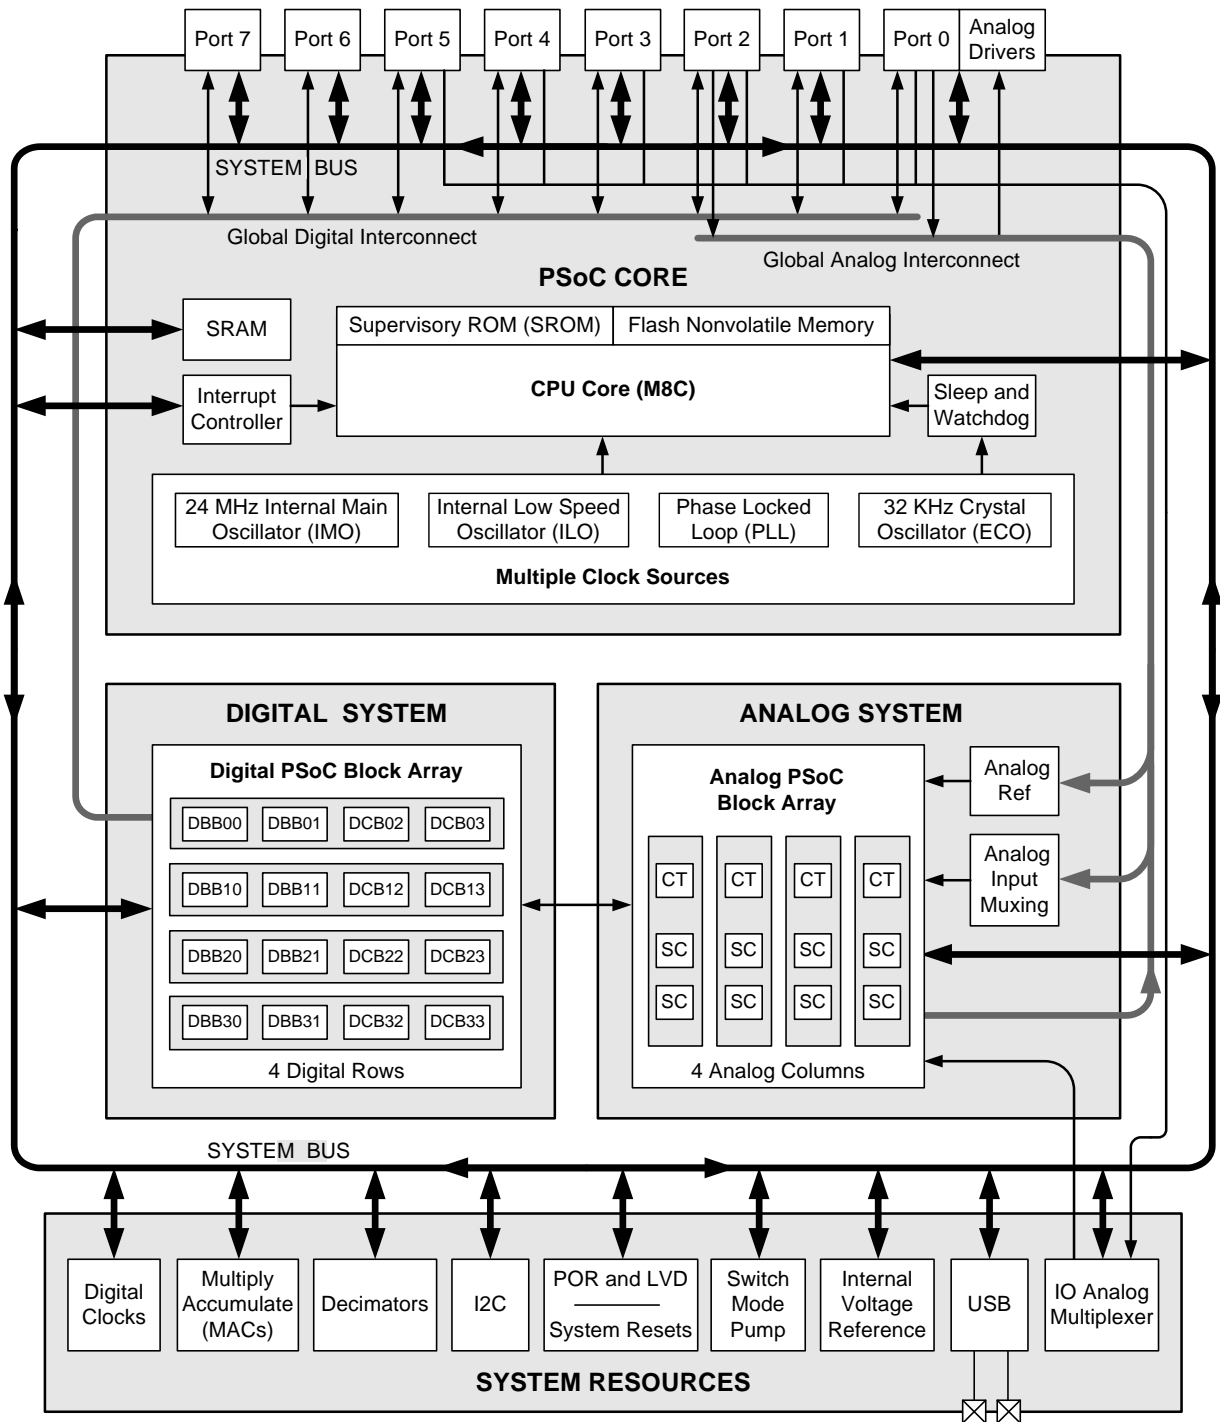 Port 7
Port 6
Port 5
Port 4
Port 3
Port 2
Port 1
Port 0
Analog
Drivers
SYSTEM BUS
Global Digital Interconnect
Global Analog Interconnect
PSoC CORE
SRAM
Supervisory ROM (SROM)
Flash Nonvolatile Memory
CPU Core (M8C)
Interrupt
Controller
Sleep and
Watchdog
24 MHz Internal Main
Oscillator (IMO)
Internal Low Speed
Oscillator (ILO)
Phase Locked
Loop (PLL)
32 KHz Crystal
Oscillator (ECO)
Multiple Clock Sources
DIGITAL SYSTEM
Digital PSoC Block Array
DBB00
DBB01
DCB02
DCB03
DBB10
DBB11
DCB12
DCB13
DBB20
DBB21
DCB22
DCB23
DBB30
DBB31
DCB32
DCB33
4 Digital Rows
ANALOG SYSTEM
Analog PSoC
Block Array
CT
CT
CT
CT
SC
SC
SC
SC
SC
SC
SC
SC
4 Analog Columns
Analog
Ref
Analog
Input
Muxing
SYSTEM BUS
Digital
Clocks
Multiply
Accumulate
(MACs)
Decimators
I2C
POR and LVD
System Resets
Switch
Mode
Pump
Internal
Voltage
Reference
USB
IO Analog
Multiplexer
SYSTEM RESOURCES